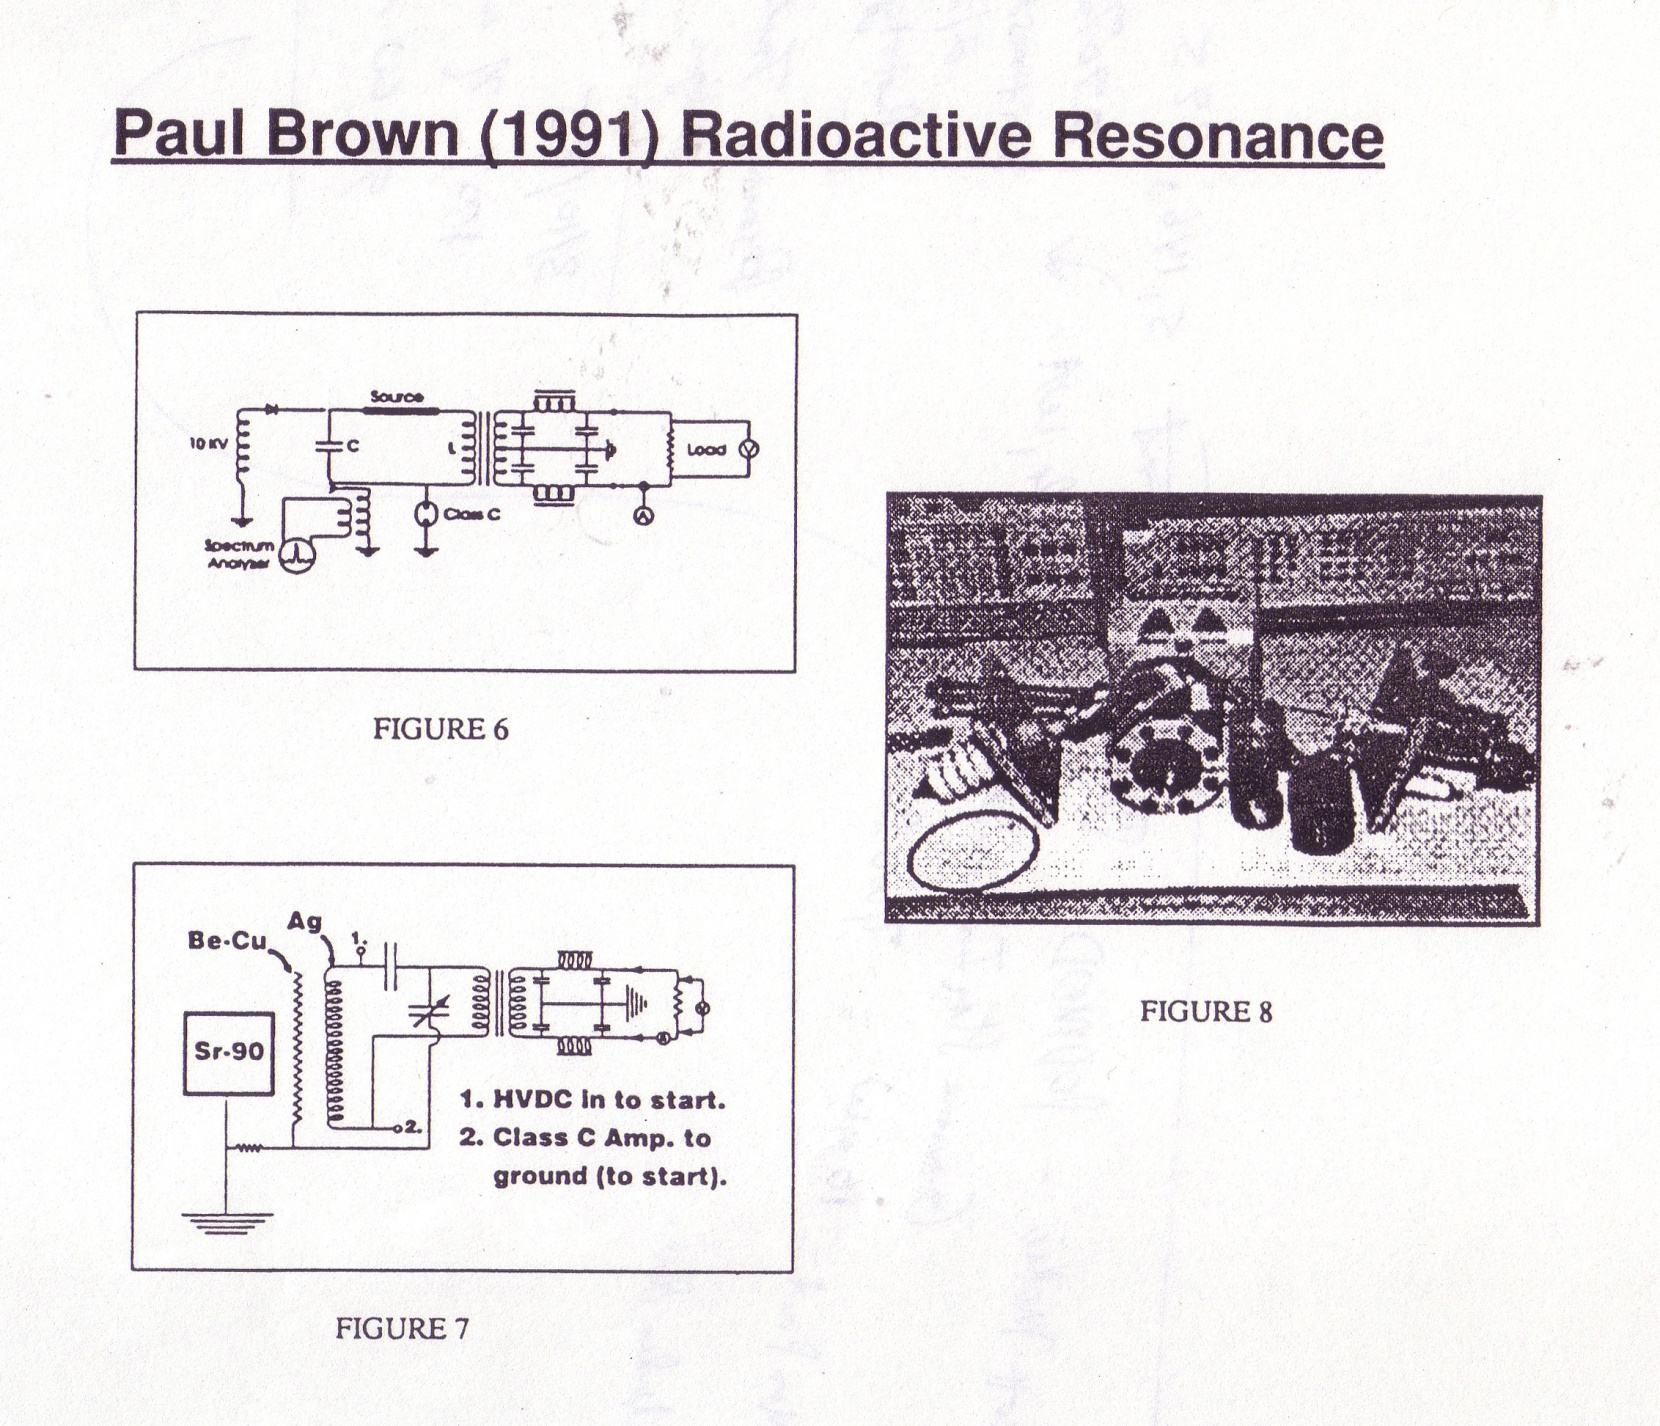 Paul Brown (1991) Radioactive Resonance
Source
10 KV
C
L
Load
V
Class C
A
Spectrum
Analyzer
FIGURE 6
Ag
Be-Cu
1.
Sr-90
A
2.
1. HVDC in to start.
2. Class C Amp. to
ground (to start).
FIGURE 7
FIGURE 8